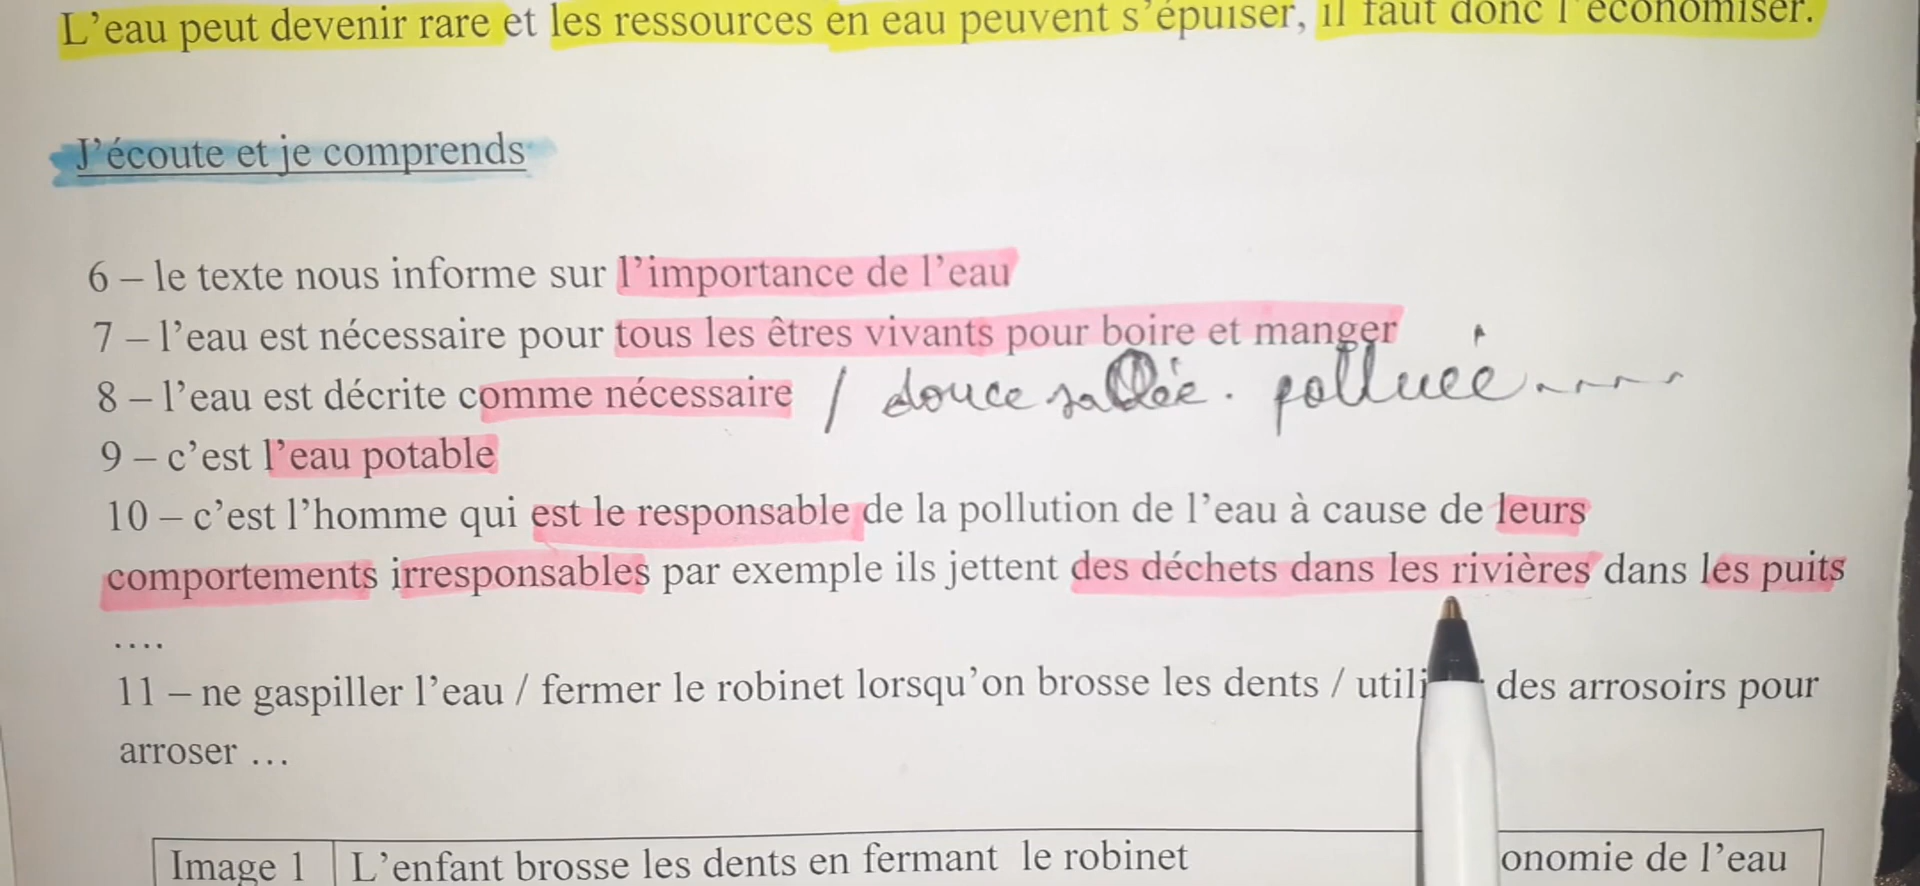 L'eau peut devenir rare et les ressources en eau peuvent s'épuiser, il faut donc l'économiser.
J'écoute et je comprends
6 – le texte nous informe sur l'importance de l'eau
7 – l'eau est nécessaire pour tous les êtres vivants pour boire et manger
8 – l'eau est décrite comme nécessaire / douce salée. polluée ....
9 – c'est l'eau potable
10 – c'est l'homme qui est le responsable de la pollution de l'eau à cause de leurs
comportements irresponsables par exemple ils jettent des déchets dans les rivières dans les puits
....
11 – ne gaspiller l'eau / fermer le robinet lorsqu'on brosse les dents / utili des arrosoirs pour
arroser ...
Image 1 L'enfant brosse les dents en fermant le robinet onomie de l'eau